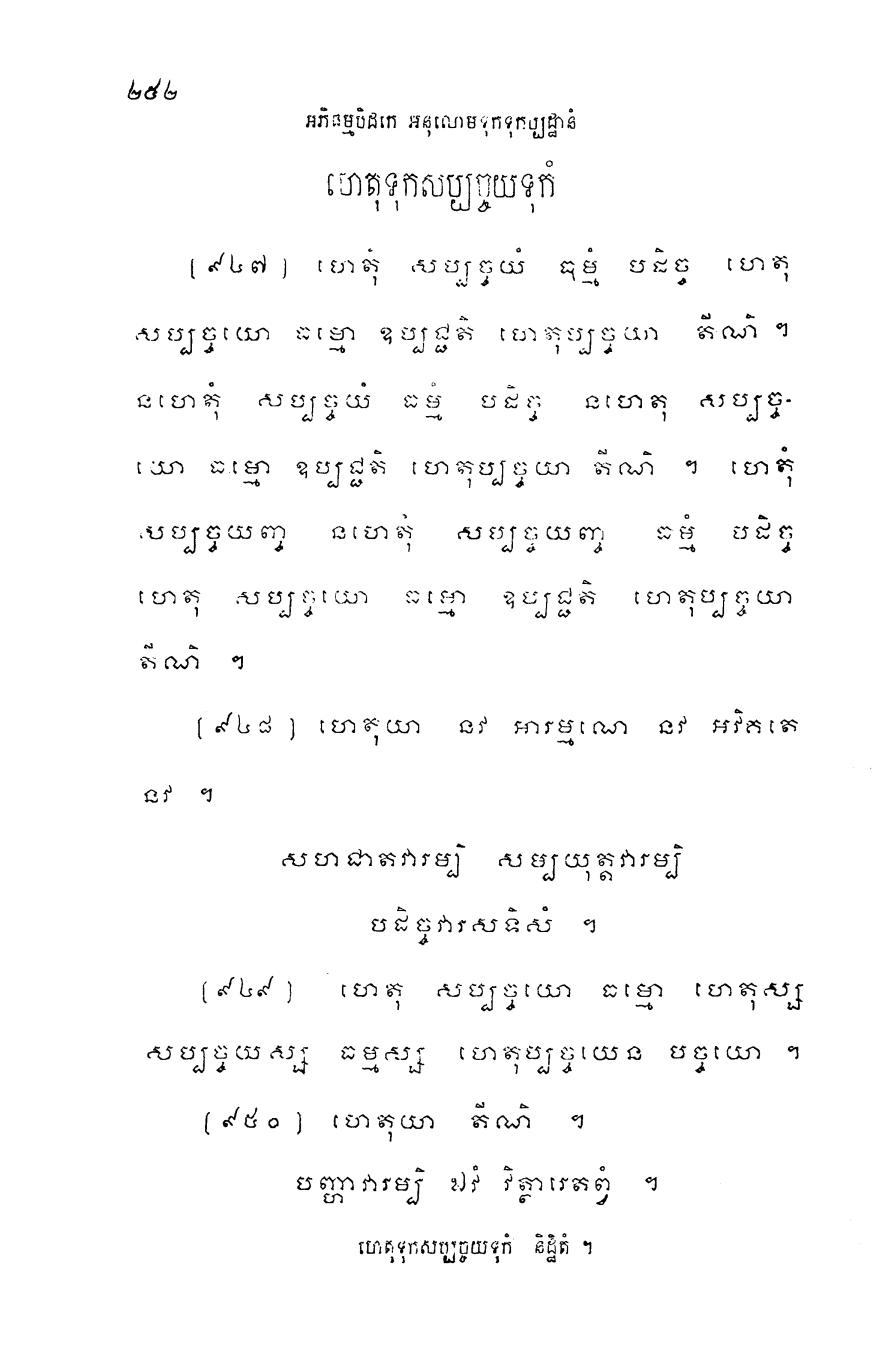 ២៥២
អភិធម្មបិដកេ អនុលោមទុកទុកប្បដ្ឋានំ
ហេតុទុកសប្បច្ចយទុកំ
(៩៤៧) ហេតុំ សប្បច្ចយំ ធម្មំ បដិច្ច ហេតុ
សប្បច្ចយោ ធម្មោ ឧប្បជ្ជតិ ហេតុប្បច្ចយា តីណិ ។
នហេតុំ សប្បច្ចយំ ធម្មំ បដិច្ច នហេតុ សប្បច្ច-
យោ ធម្មោ ឧប្បជ្ជតិ ហេតុប្បច្ចយា តីណិ ។ ហេតុំ
សប្បច្ចយញ្ច នហេតុំ សប្បច្ចយញ្ច ធម្មំ បដិច្ច
ហេតុ សប្បច្ចយោ ធម្មោ ឧប្បជ្ជតិ ហេតុប្បច្ចយា
តីណិ ។
(៩៤៨) ហេតុយា នវ អារម្មណេ នវ អវិគតេ
នវ ។
សហជាតវារម្បិ សម្បយុត្តវារម្បិ
បដិច្ចវារសទិសំ ។
(៩៤៩) ហេតុ សប្បច្ចយោ ធម្មោ ហេតុស្ស
សប្បច្ចយស្ស ធម្មស្ស ហេតុប្បច្ចយេន បច្ចយោ ។
(៩៥០) ហេតុយា តីណិ ។
បញ្ហាវារម្បិ ឯវំ វិត្ថារេតព្វំ ។
ហេតុទុកសប្បច្ចយទុកំ និដ្ឋិតំ ។